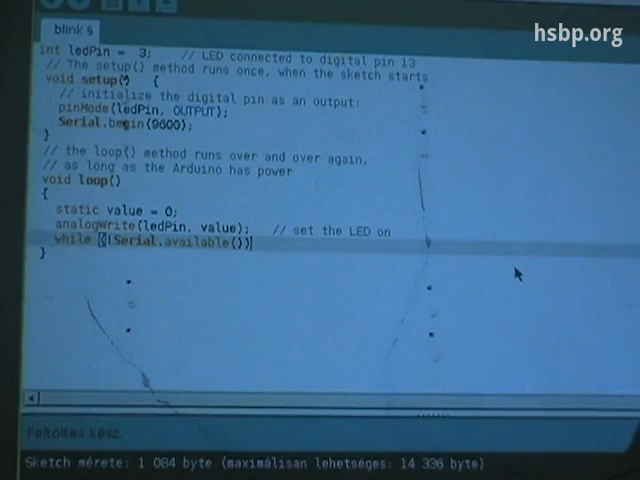 hsbp.org
blink §
int ledPin =  3;    // LED connected to digital pin 13
// The setup() method runs once, when the sketch starts
void setup()   {
// initialize the digital pin as an output:
pinMode(ledPin, OUTPUT);
Serial.begin(9600);
}
// the loop() method runs over and over again,
// as long as the Arduino has power
void loop()
{
static value = 0;
analogWrite(ledPin, value);   // set the LED on
while (!Serial.available())
}
Feltöltés kész.
Sketch mérete: 1 084 byte (maximálisan lehetséges: 14 336 byte)